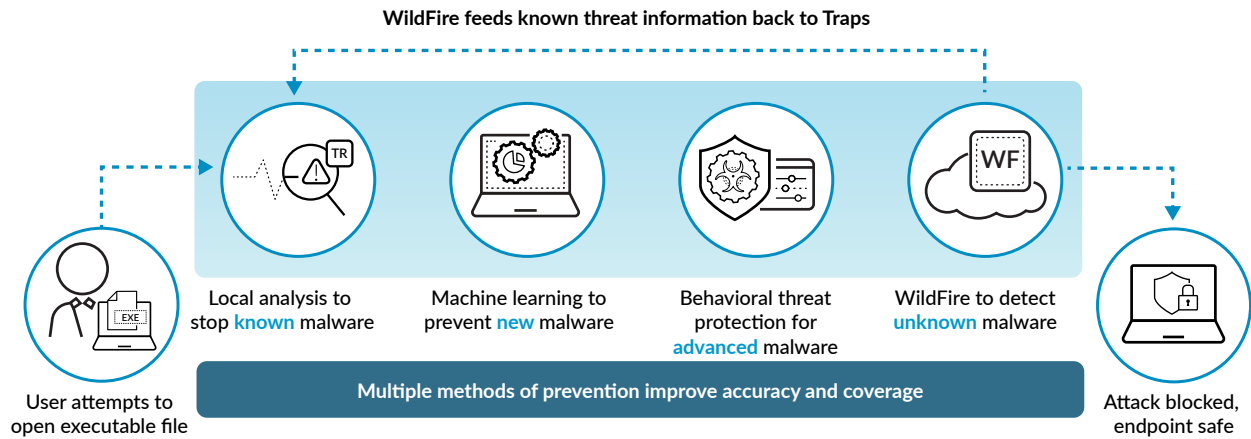 WildFire feeds known threat information back to Traps
TR
WF
EXE
User attempts to
open executable file
Local analysis to
stop known malware
Machine learning to
prevent new malware
Behavioral threat
protection for
advanced malware
WildFire to detect
unknown malware
Attack blocked,
endpoint safe
Multiple methods of prevention improve accuracy and coverage